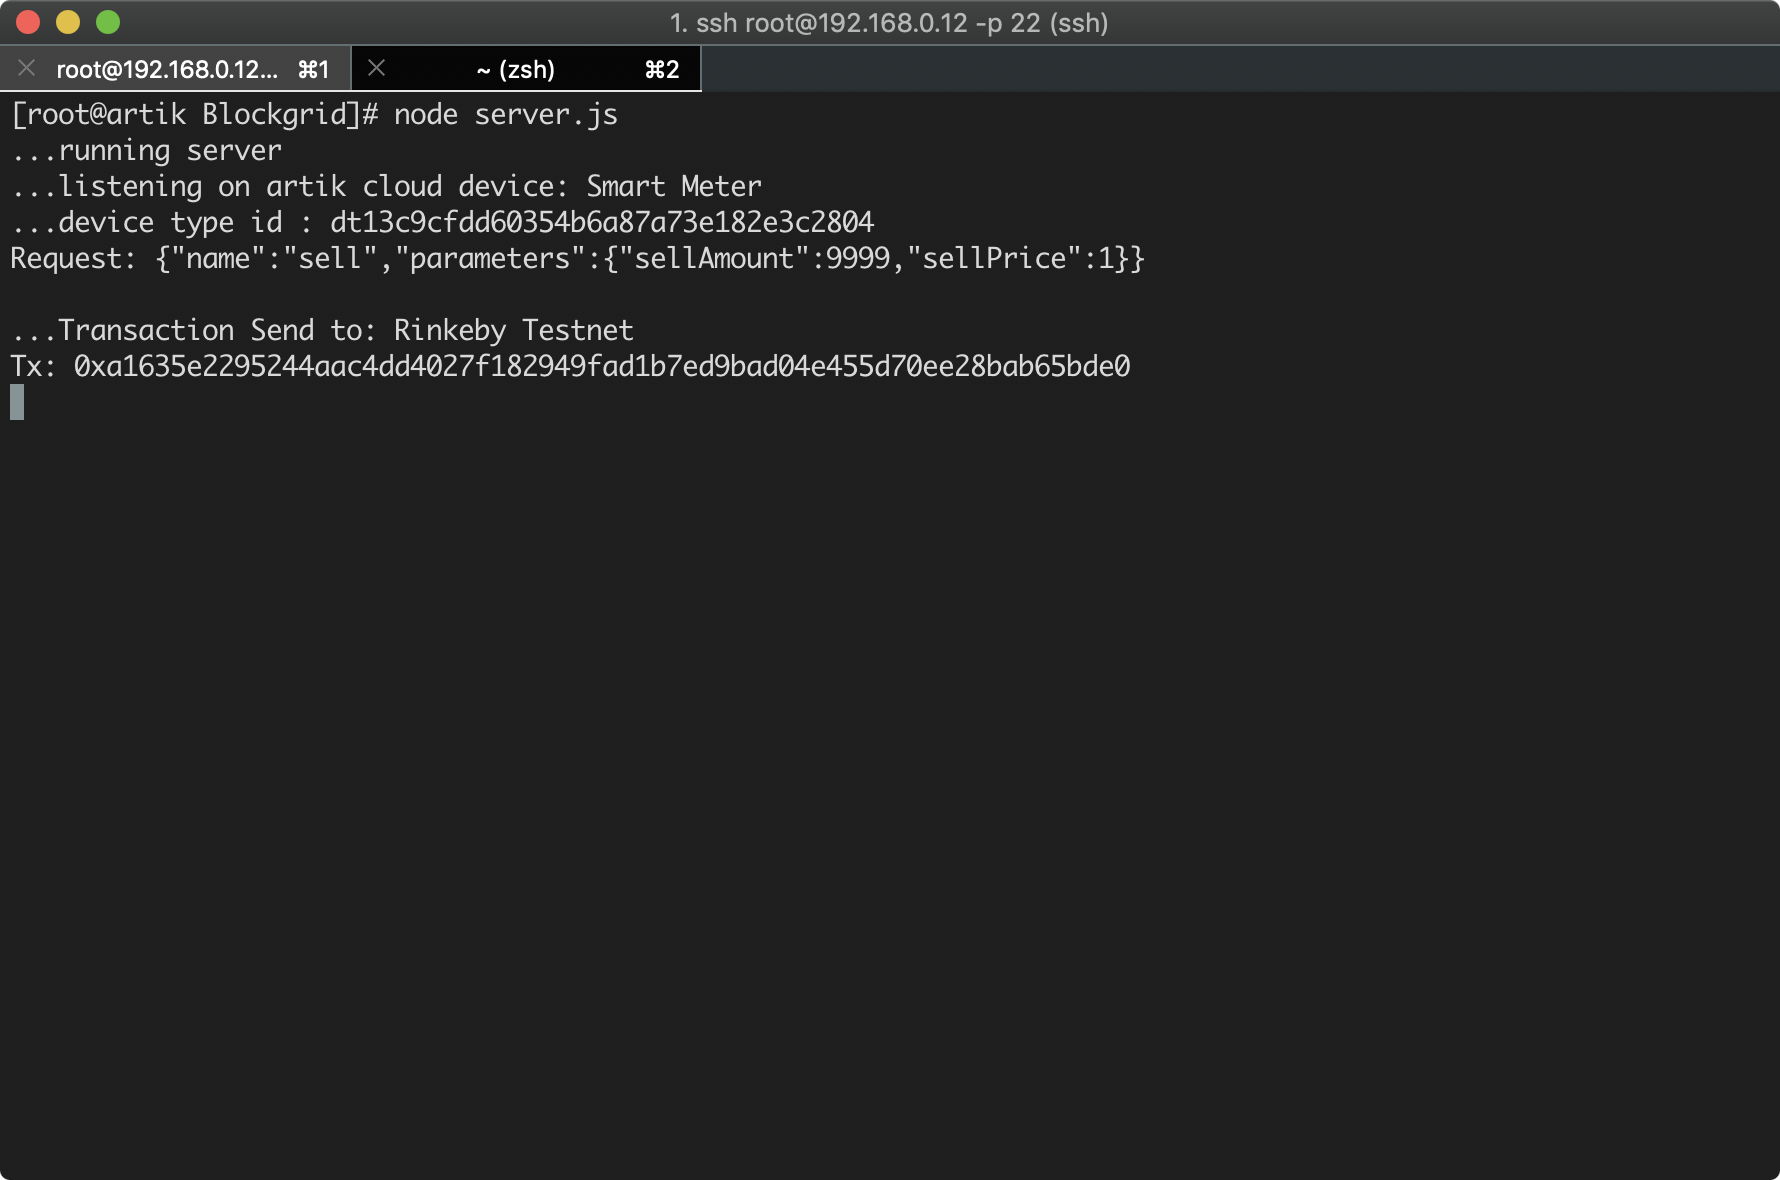 1. ssh root@192.168.0.12 -p 22 (ssh)
root@192.168.0.12... ⌘1 ~ (zsh) ⌘2
[root@artik Blockgrid]# node server.js
...running server
...listening on artik cloud device: Smart Meter
...device type id : dt13c9cfdd60354b6a87a73e182e3c2804
Request: {"name":"sell","parameters":{"sellAmount":9999,"sellPrice":1}}
...Transaction Send to: Rinkeby Testnet
Tx: 0xa1635e2295244aac4dd4027f182949fad1b7ed9bad04e455d70ee28bab65bde0